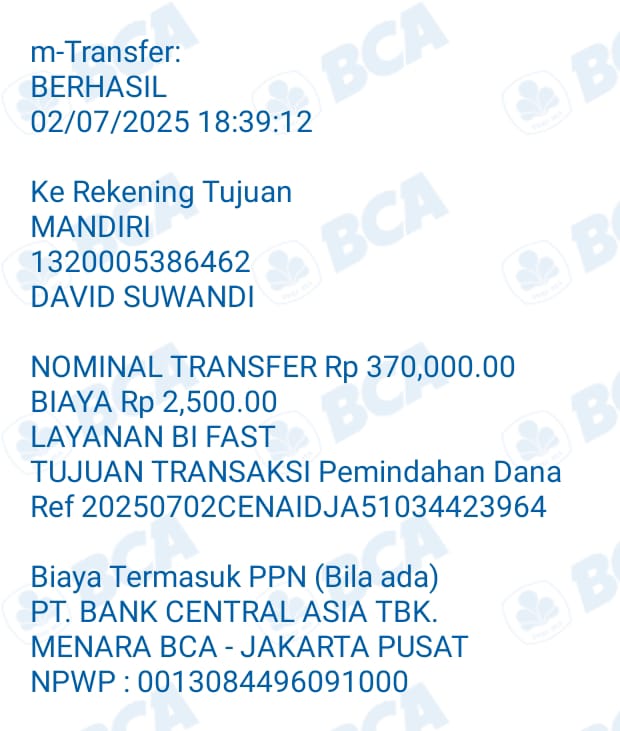 m-Transfer:
BERHASIL
02/07/2025 18:39:12
Ke Rekening Tujuan
MANDIRI
1320005386462
DAVID SUWANDI
NOMINAL TRANSFER Rp 370,000.00
BIAYA Rp 2,500.00
LAYANAN BI FAST
TUJUAN TRANSAKSI Pemindahan Dana
Ref 20250702CENAIDJA51034423964
Biaya Termasuk PPN (Bila ada)
PT. BANK CENTRAL ASIA TBK.
MENARA BCA - JAKARTA PUSAT
NPWP : 0013084496091000